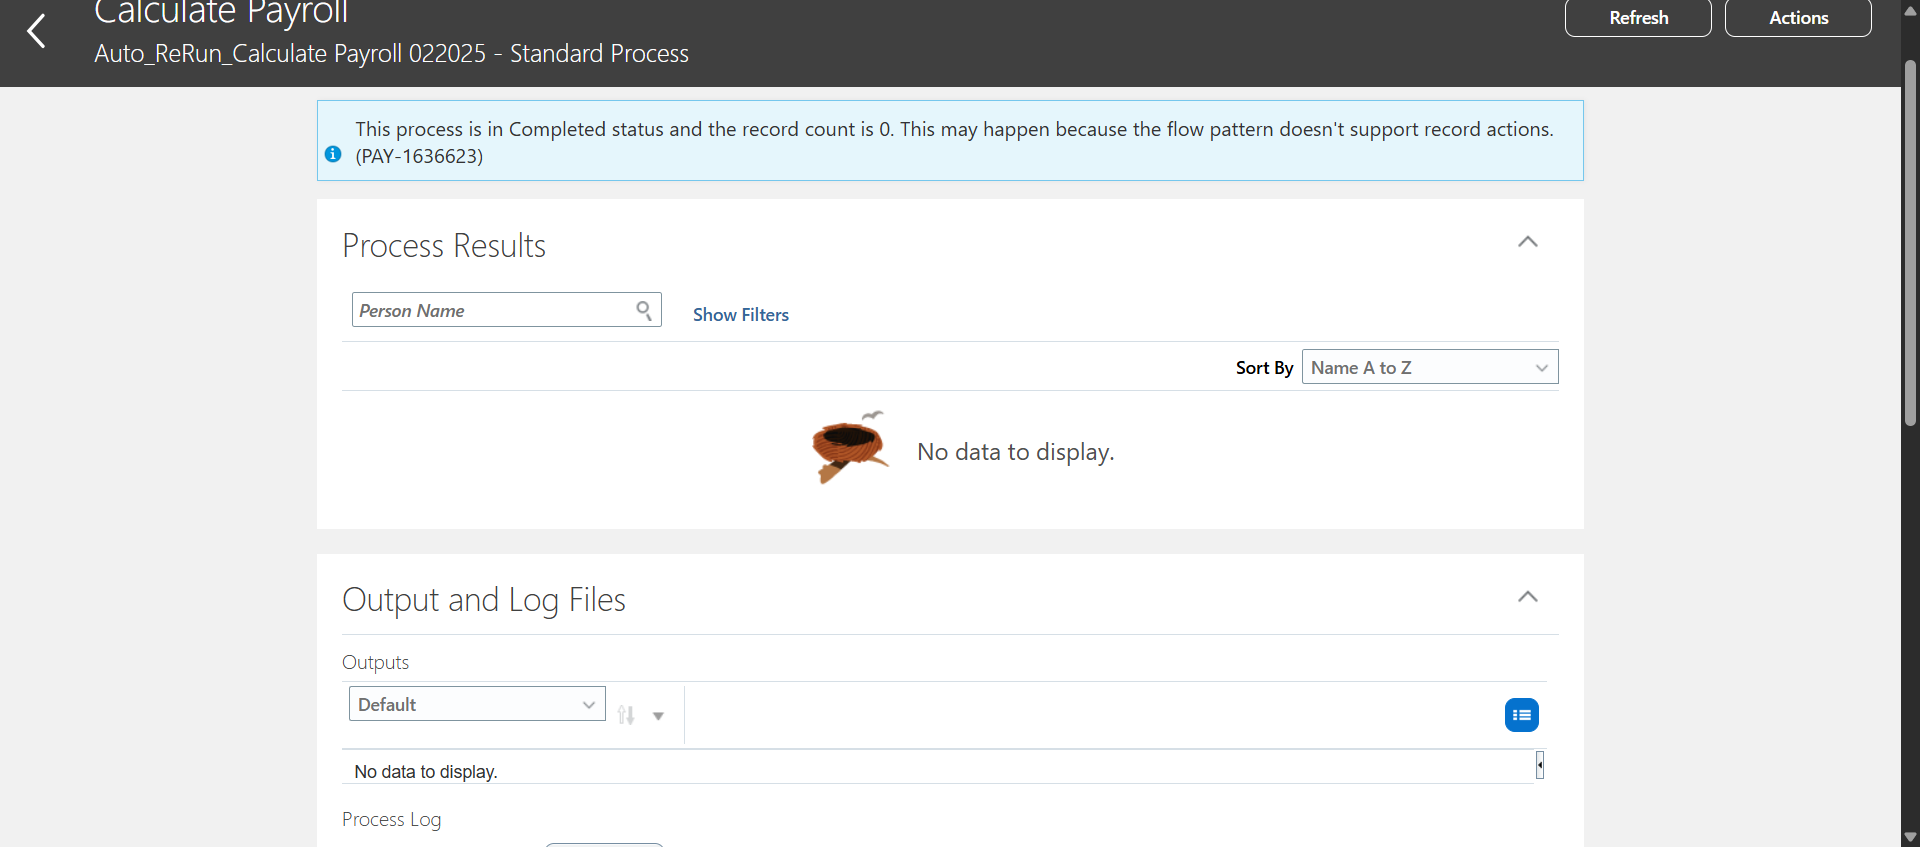 Calculate Payroll
Refresh
Actions
Auto_ReRun_Calculate Payroll 022025 - Standard Process
This process is in Completed status and the record count is 0. This may happen because the flow pattern doesn't support record actions.
(PAY-1636623)
Process Results
Person Name
Show Filters
Sort By
Name A to Z
No data to display.
Output and Log Files
Outputs
Default
No data to display.
Process Log